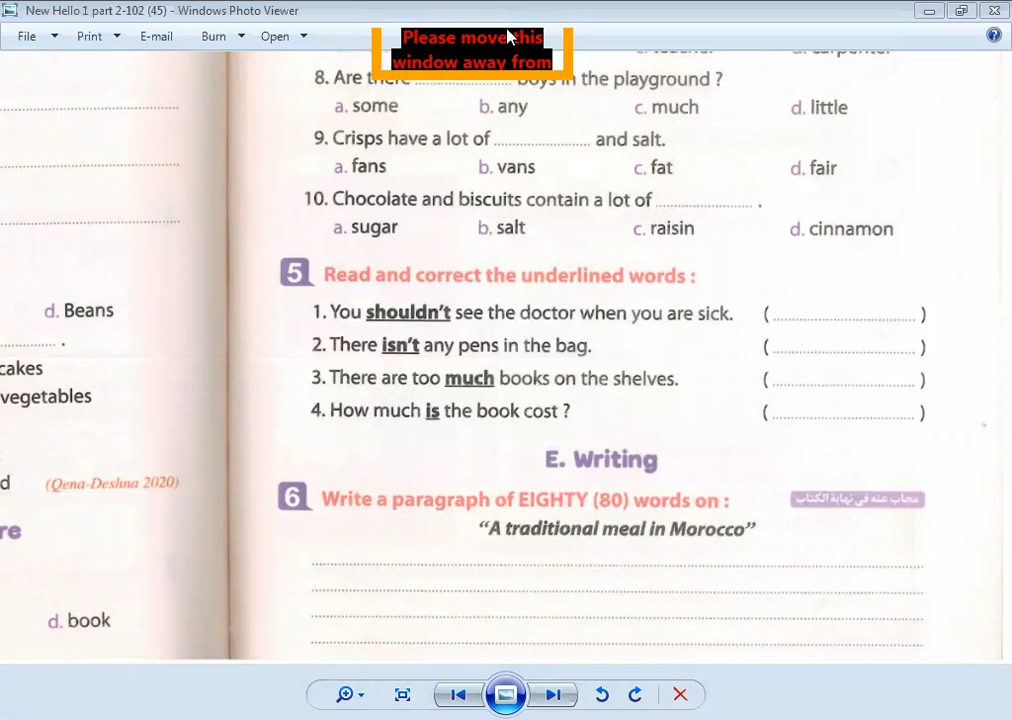 New Hello 1 part 2-102 (45) - Windows Photo Viewer
File Print E-mail Burn Open
Please move this
window away from
8. Are there .................... boys in the playground ?
a. some b. any c. much d. little
9. Crisps have a lot of .................... and salt.
a. fans b. vans c. fat d. fair
10. Chocolate and biscuits contain a lot of .................... .
a. sugar b. salt c. raisin d. cinnamon
5 Read and correct the underlined words :
1. You shouldn't see the doctor when you are sick. (..............................)
2. There isn't any pens in the bag. (..............................)
3. There are too much books on the shelves. (..............................)
4. How much is the book cost ? (..............................)
E. Writing
6 Write a paragraph of EIGHTY (80) words on : مجاب عنه في نهاية الكتاب
"A traditional meal in Morocco"
d. Beans
cakes
vegetables
d (Qena-Deshna 2020)
re
d. book